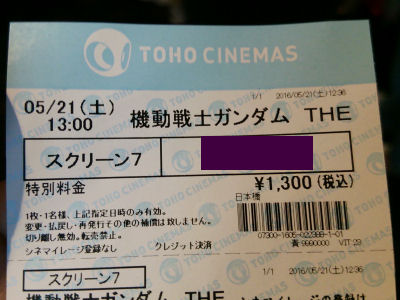 TOHO CINEMAS
1/1 2016/05/21(土)12:36
05/21(土)
13:00 機動戦士ガンダム THE
スクリーン7
特別料金 ¥1,300(税込)
日本橋
1枚・1名様、上記指定日時のみ有効。
変更・払戻し・再発行その他の補償は致しません。
切り離し無効。転売禁止。
シネマイレージ登録なし クレジット決済
07300-1605-022388-1-01
青:9990000 VIT:23
スクリーン7 1/1 2016/05/21(土)12:36
機動戦士ガンダム THE